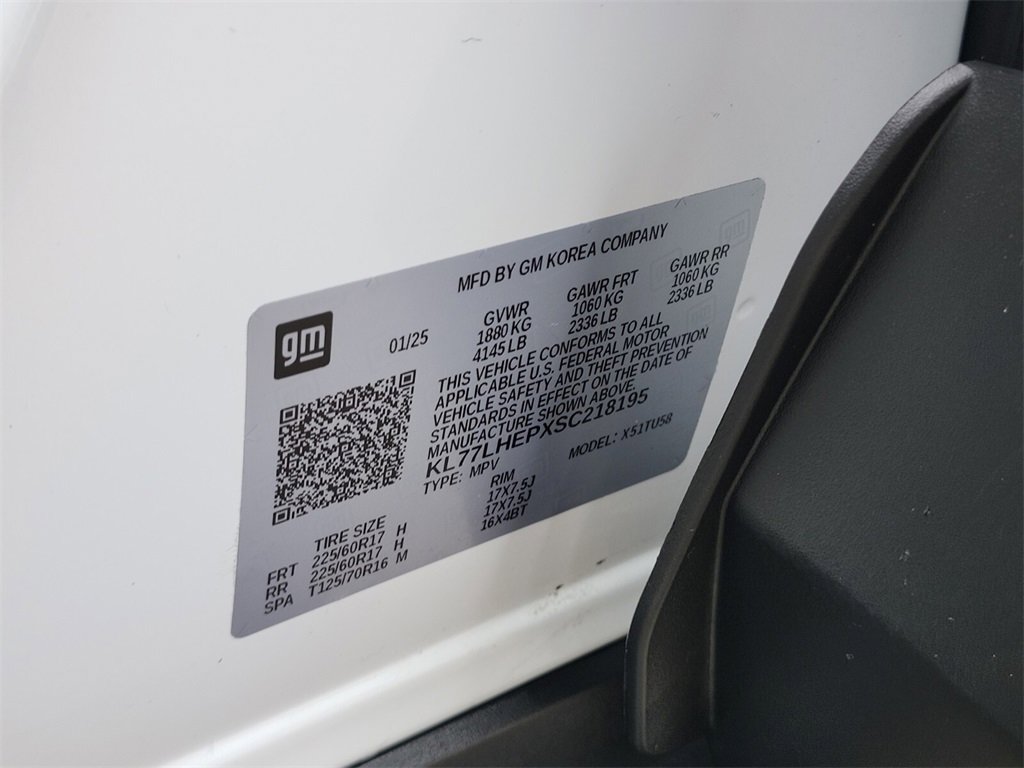 MFD BY GM KOREA COMPANY
gm
01/25
GVWR GAWR FRT GAWR RR
1880 KG 1060 KG 1060 KG
4145 LB 2336 LB 2336 LB
THIS VEHICLE CONFORMS TO ALL
APPLICABLE U.S. FEDERAL MOTOR
VEHICLE SAFETY AND THEFT PREVENTION
STANDARDS IN EFFECT ON THE DATE OF
MANUFACTURE SHOWN ABOVE.
KL77LHEPXSC218195
TYPE: MPV MODEL: X51TU58
TIRE SIZE RIM
FRT 225/60R17 H 17X7.5J
RR 225/60R17 H 17X7.5J
SPA T125/70R16 M 16X4BT